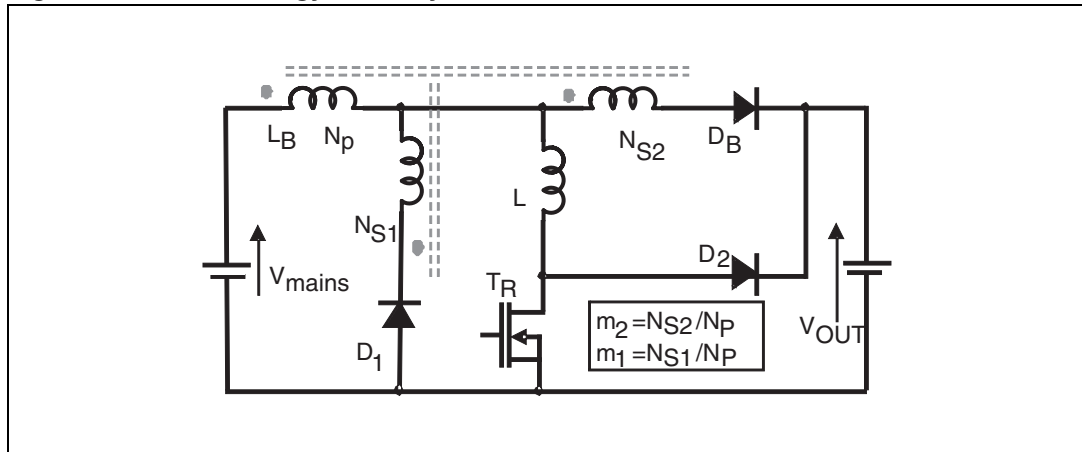 L_B N_p
N_S2
D_B
N_S1
L
D_2
V_mains
T_R
m_2=N_S2/N_P
m_1=N_S1/N_P
V_OUT
D_1